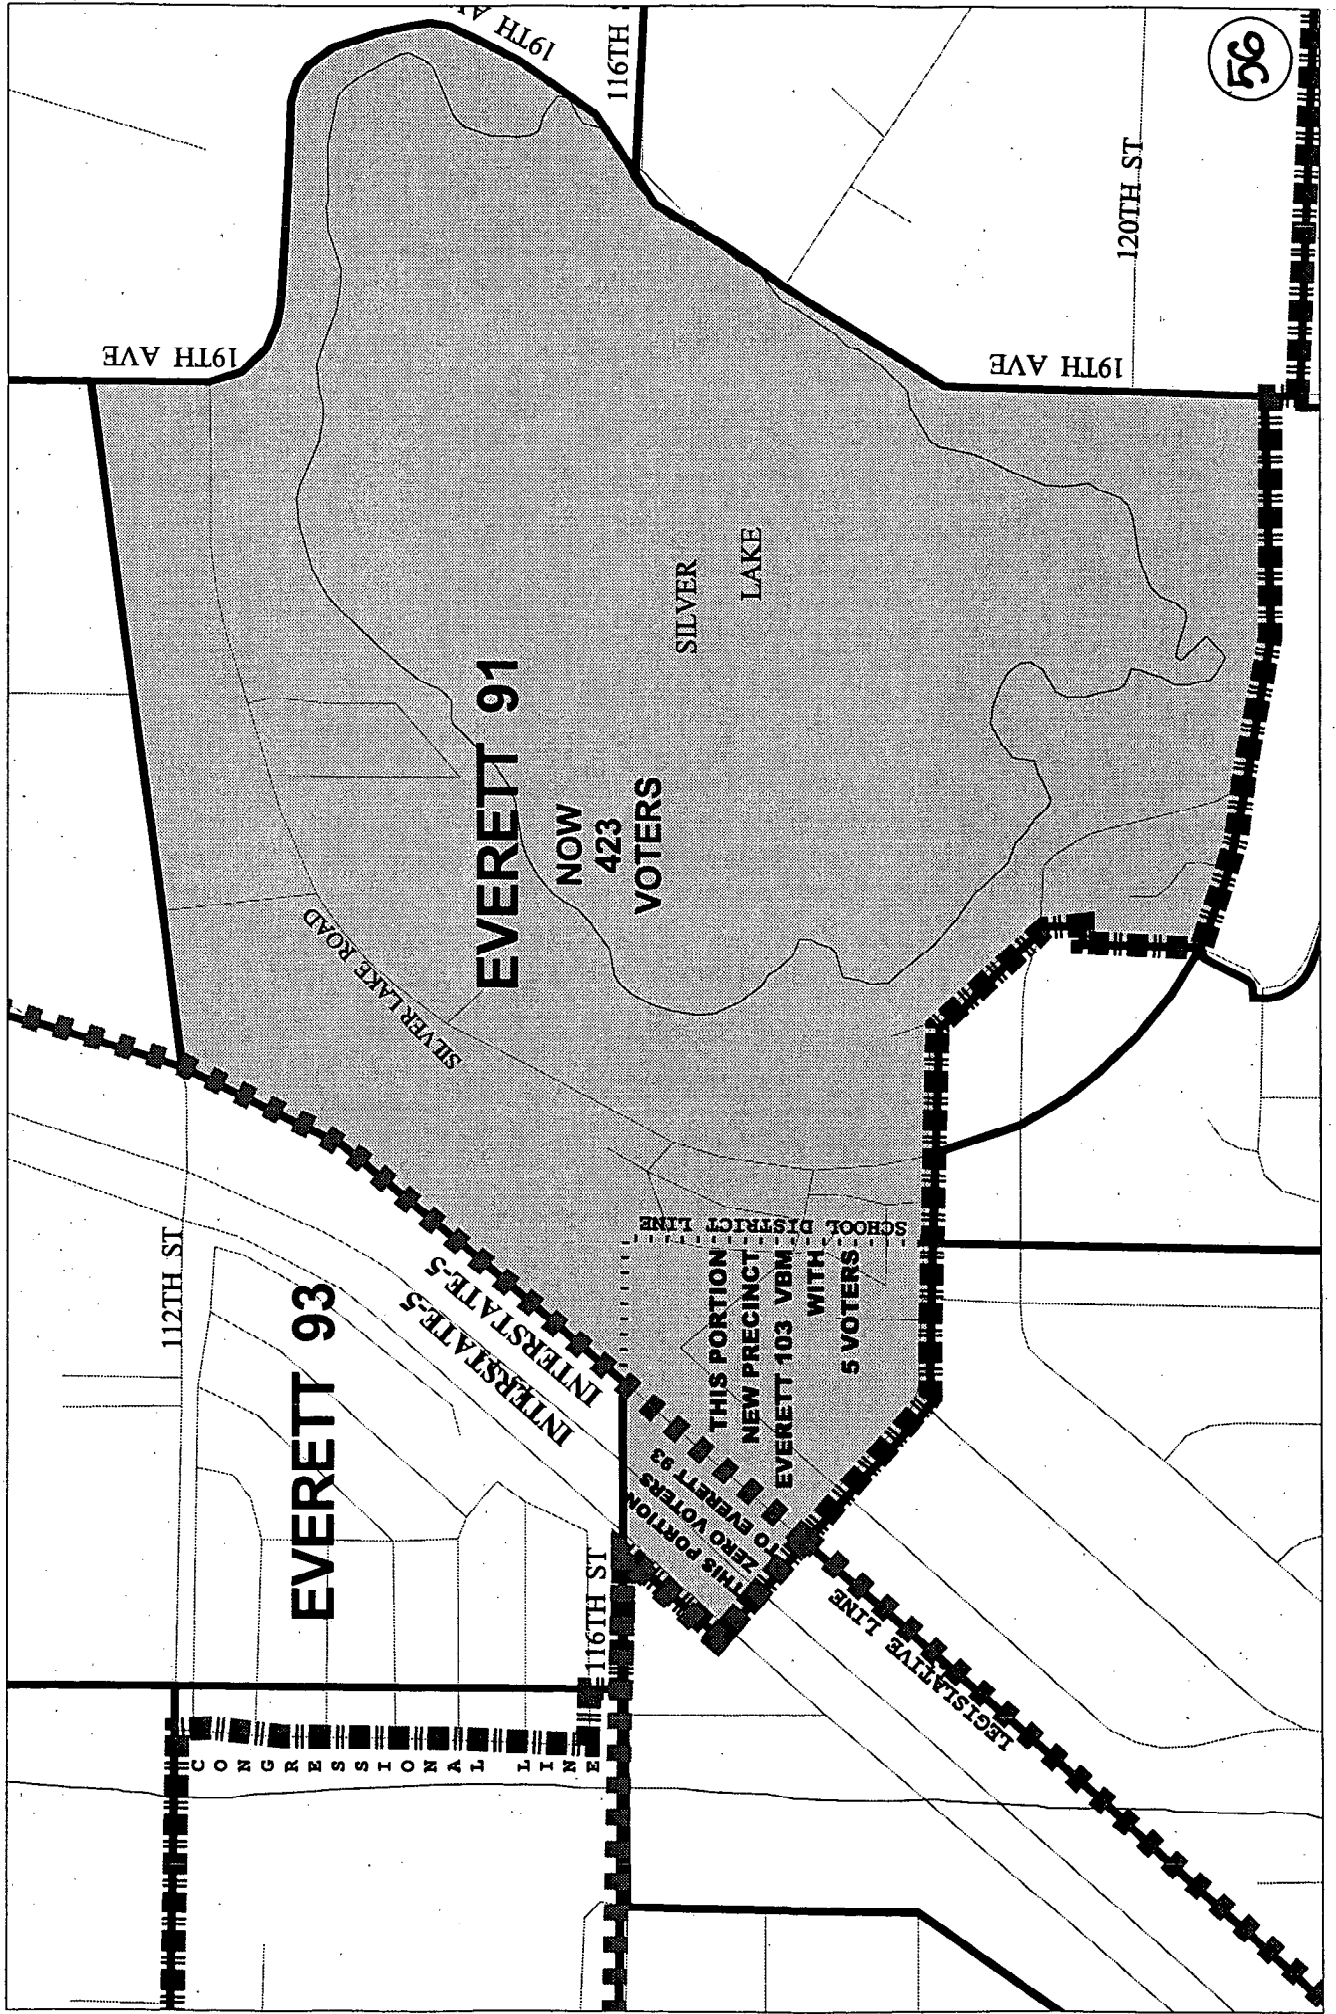 EVERETT 93
112TH ST
116TH ST
CONGRESSIONAL LINE
INTERSTATE-5
INTERSTATE-5
SILVER LAKE ROAD
EVERETT 91
NOW
423
VOTERS
SILVER
LAKE
19TH AVE
19TH
116TH
19TH AVE
120TH ST
SCHOOL DISTRICT LINE
THIS PORTION
NEW PRECINCT
EVERETT 103 VBM
WITH
5 VOTERS
THIS PORTION
ZERO VOTERS
TO EVERETT 93
LEGISLATIVE LINE
56